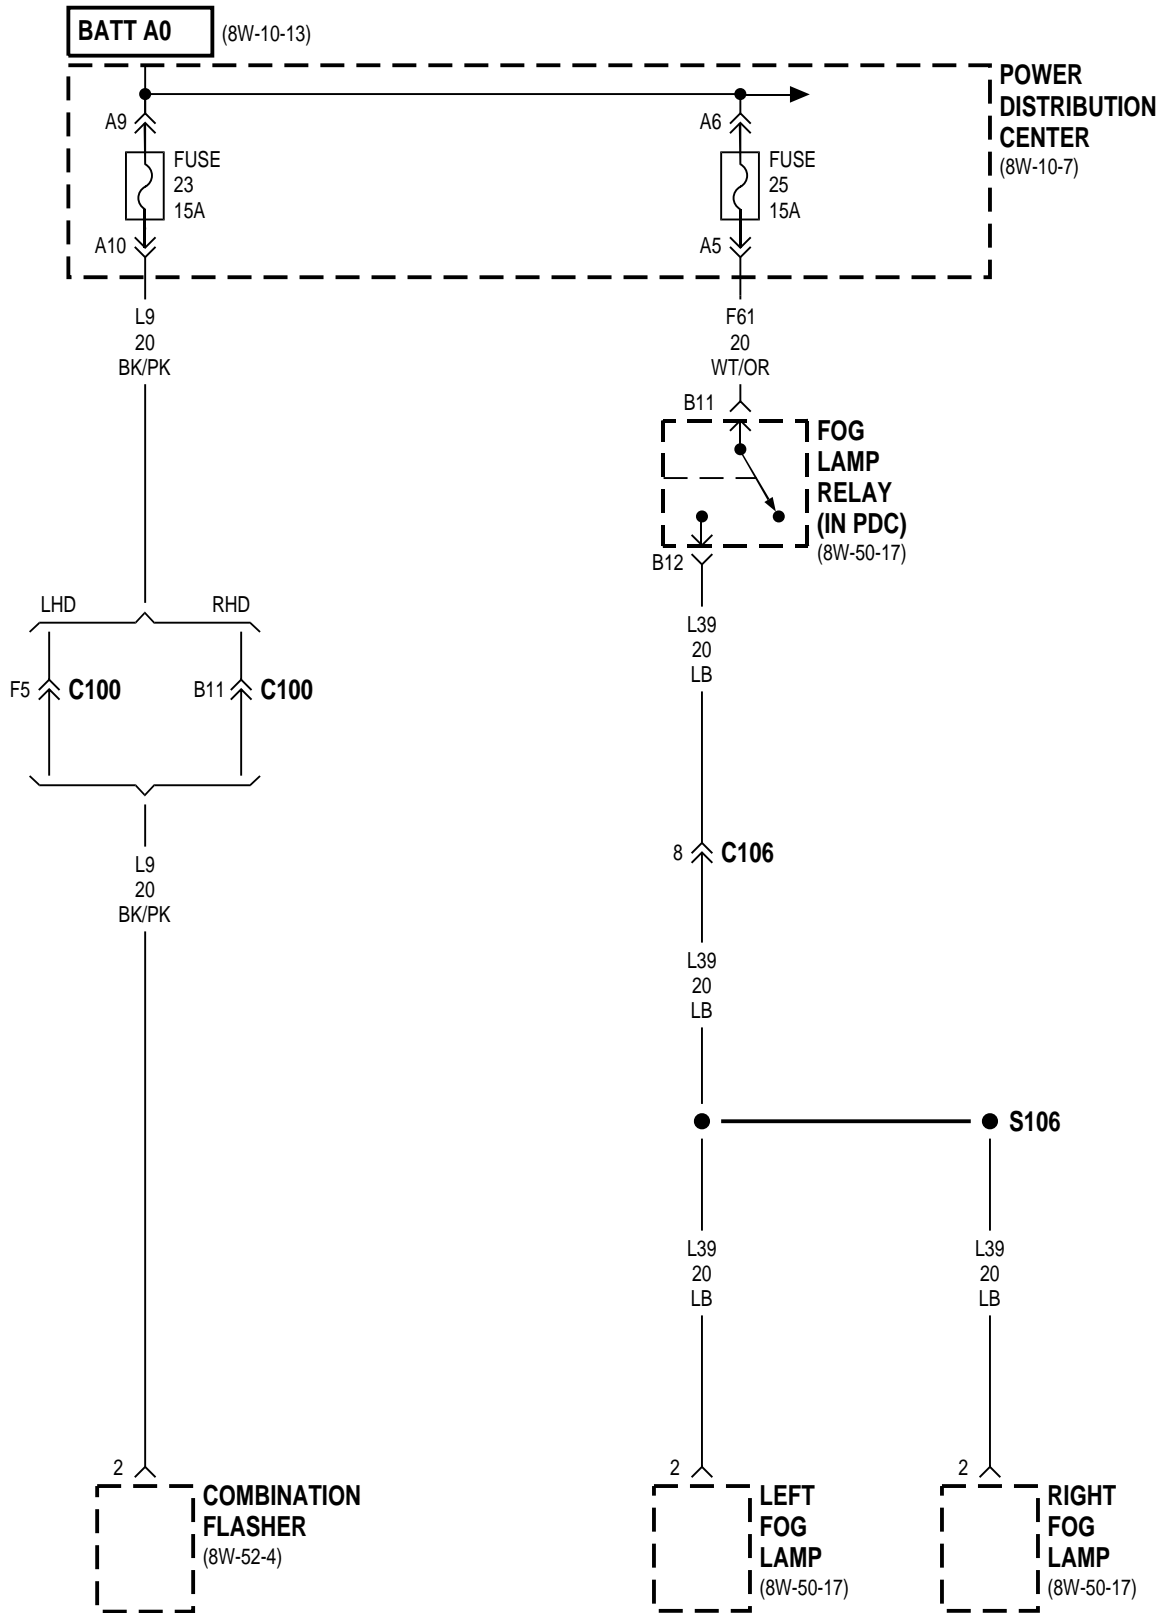 BATT A0 (8W-10-13)
POWER
DISTRIBUTION
CENTER
(8W-10-7)
A9
FUSE
23
15A
A10
A6
FUSE
25
15A
A5
L9
20
BK/PK
F61
20
WT/OR
B11
FOG
LAMP
RELAY
(IN PDC)
(8W-50-17)
B12
LHD RHD
F5 C100 B11 C100
L39
20
LB
8 C106
L9
20
BK/PK
L39
20
LB
S106
L39
20
LB
L39
20
LB
2
COMBINATION
FLASHER
(8W-52-4)
2
LEFT
FOG
LAMP
(8W-50-17)
2
RIGHT
FOG
LAMP
(8W-50-17)